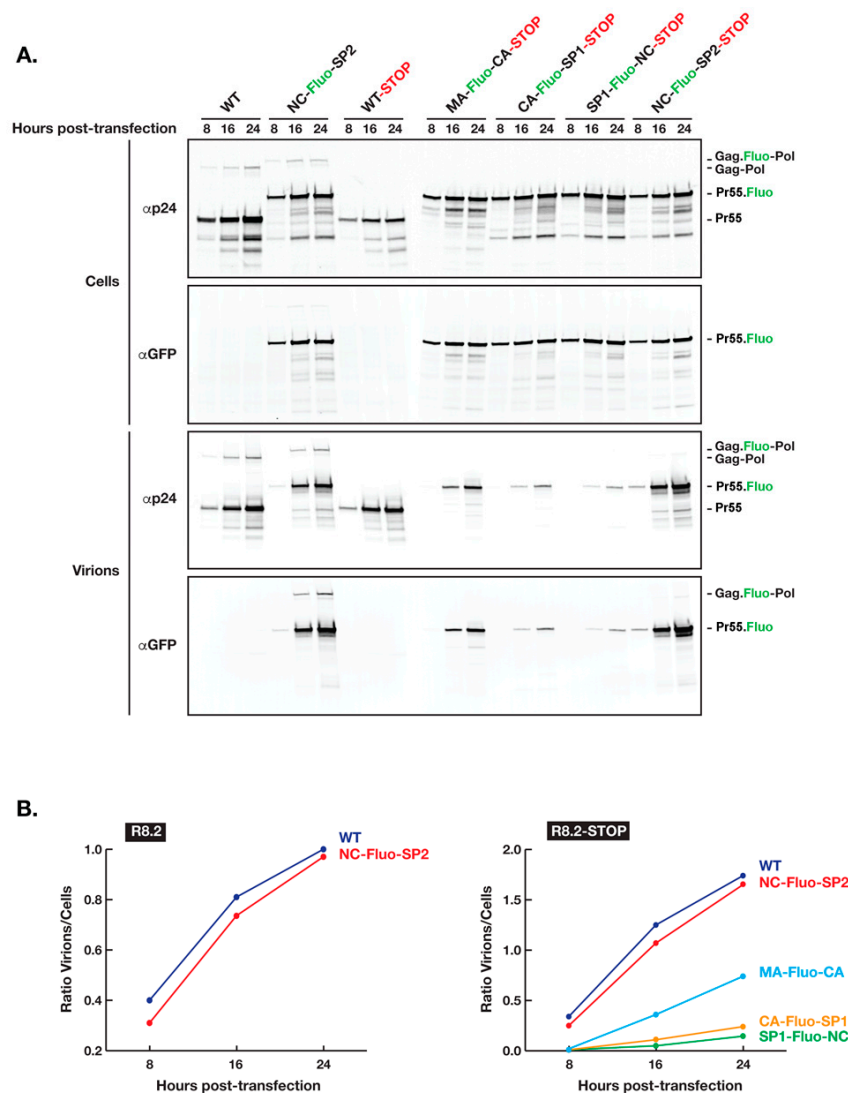 A.
WT
NC-Fluo-SP2
WT-STOP
MA-Fluo-CA-STOP
CA-Fluo-SP1-STOP
SP1-Fluo-NC-STOP
NC-Fluo-SP2-STOP
Hours post-transfection 8 16 24 8 16 24 8 16 24 8 16 24 8 16 24 8 16 24 8 16 24
Cells
αp24
Gag.Fluo-Pol
Gag-Pol
Pr55.Fluo
Pr55
αGFP
Pr55.Fluo
Virions
αp24
Gag.Fluo-Pol
Gag-Pol
Pr55.Fluo
Pr55
αGFP
Gag.Fluo-Pol
Pr55.Fluo
B.
R8.2
Ratio Virions/Cells
1.0
0.8
0.6
0.4
0.2
8 16 24
Hours post-transfection
WT
NC-Fluo-SP2
R8.2-STOP
Ratio Virions/Cells
2.0
1.5
1.0
0.5
0.0
8 16 24
Hours post-transfection
WT
NC-Fluo-SP2
MA-Fluo-CA
CA-Fluo-SP1
SP1-Fluo-NC